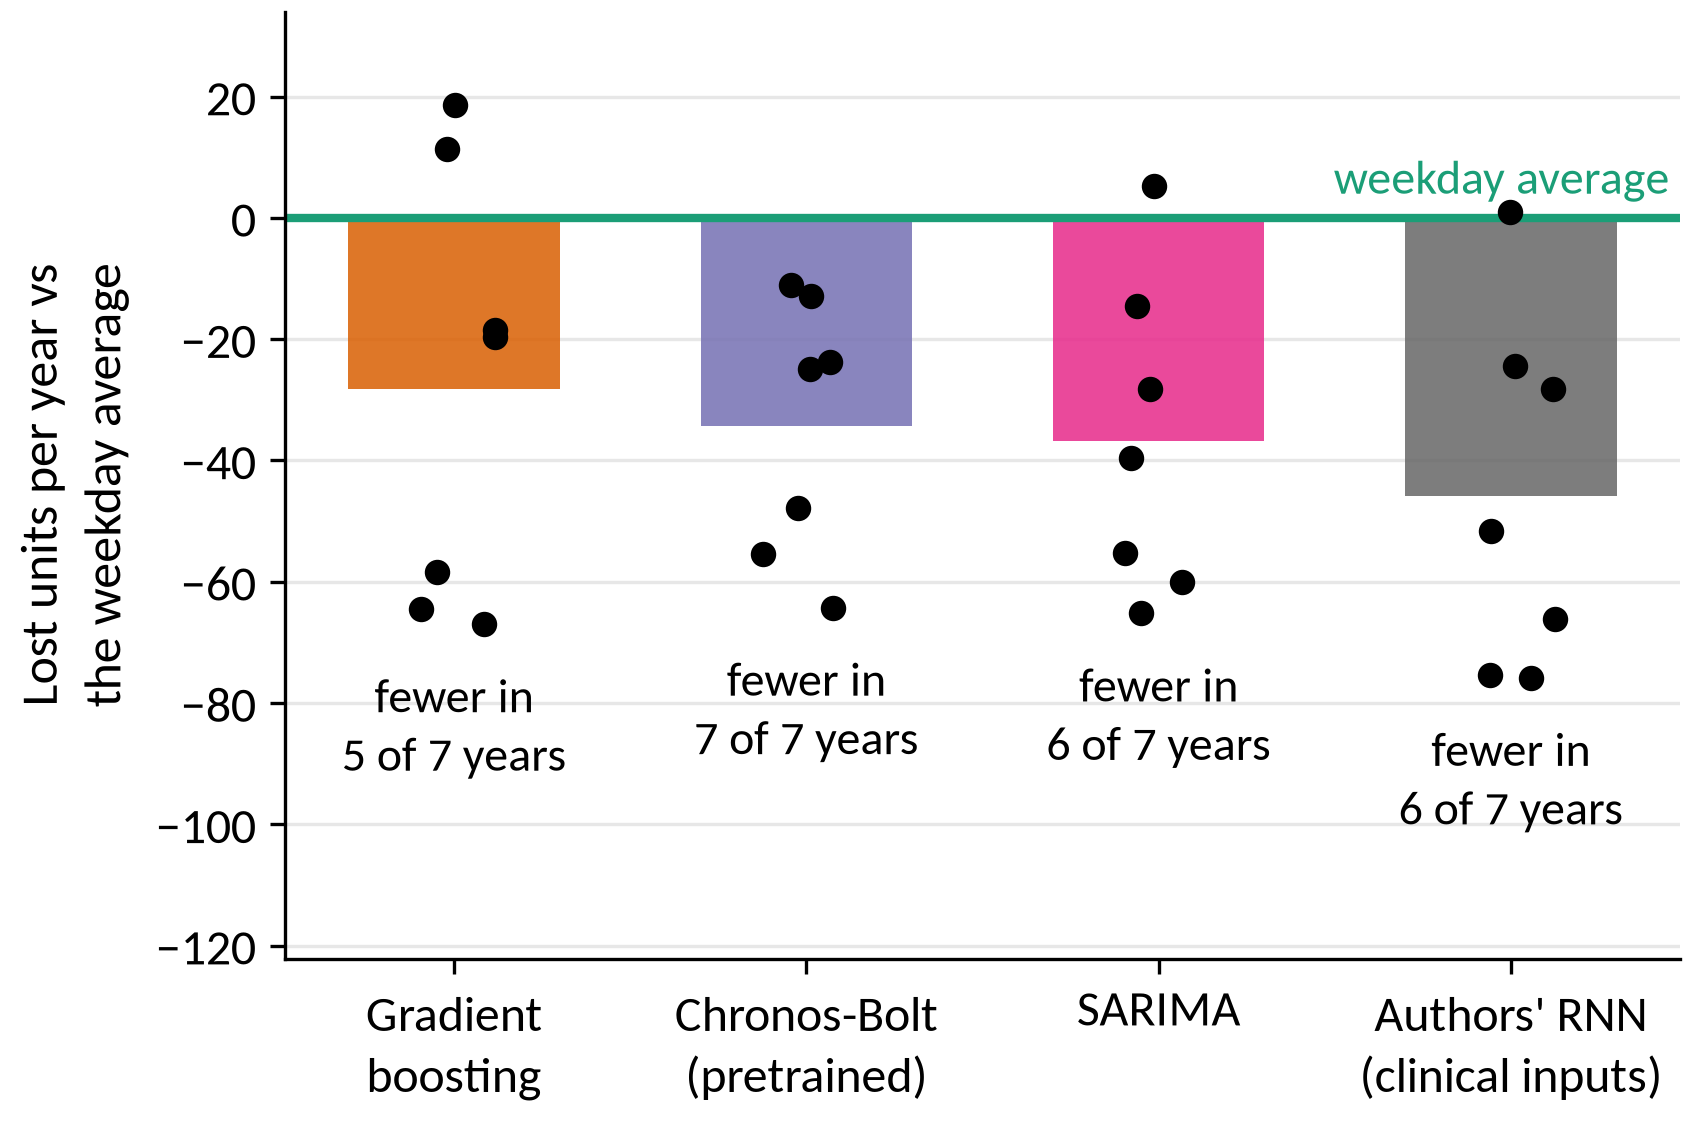 Lost units per year vs
the weekday average
20
0
−20
−40
−60
−80
−100
−120
weekday average
fewer in
5 of 7 years
fewer in
7 of 7 years
fewer in
6 of 7 years
fewer in
6 of 7 years
Gradient
boosting
Chronos-Bolt
(pretrained)
SARIMA
Authors' RNN
(clinical inputs)